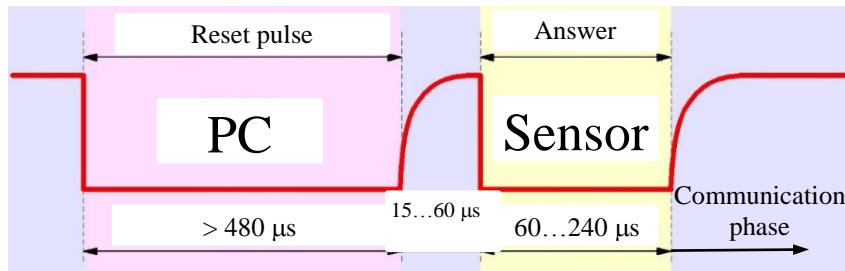 Reset pulse
Answer
PC
Sensor
15…60 μs
> 480 μs
60…240 μs
Communication
phase